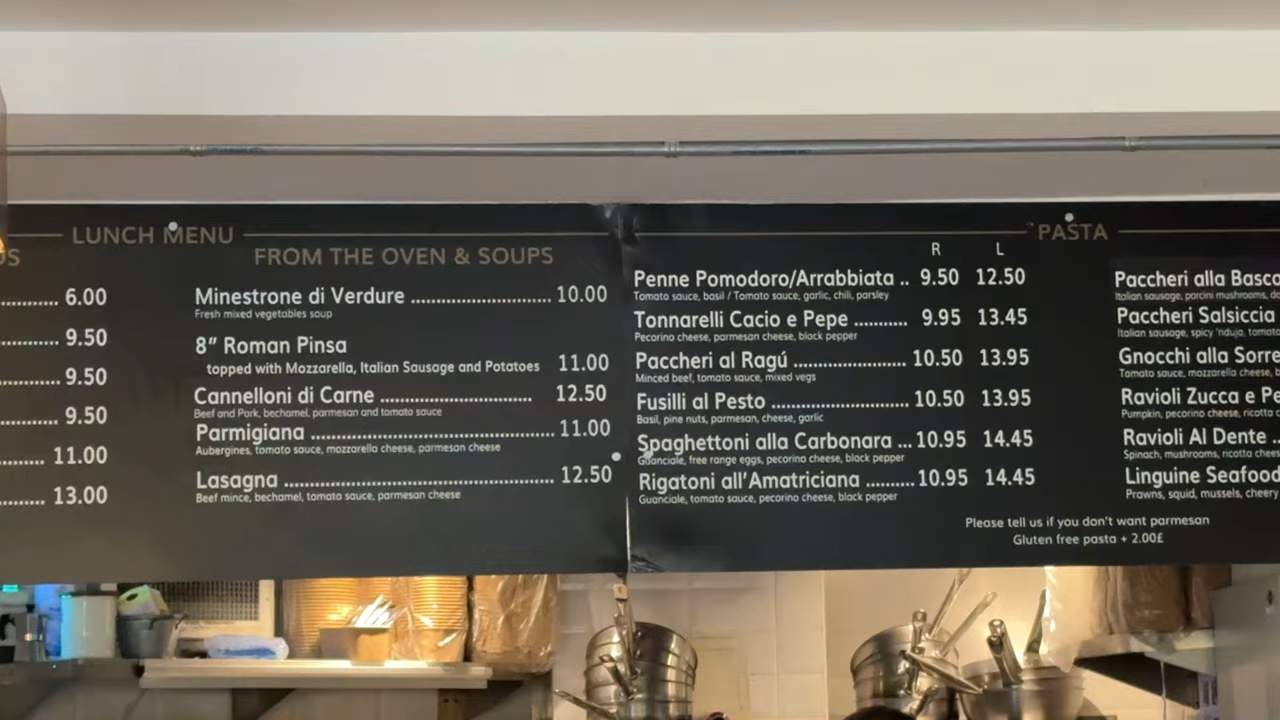 LUNCH MENU
6.00
9.50
9.50
9.50
11.00
13.00
FROM THE OVEN & SOUPS
Minestrone di Verdure ............................... 10.00
Fresh mixed vegetables soup
8” Roman Pinsa
topped with Mozzarella, Italian Sausage and Potatoes 11.00
Cannelloni di Carne ................................. 12.50
Beef and Pork, bechamel, parmesan and tomato sauce
Parmigiana ..................................................... 11.00
Aubergines, tomato sauce, mozzarella cheese, parmesan cheese
Lasagna .......................................................... 12.50
Beef mince, bechamel, tomato sauce, parmesan cheese
PASTA
R L
Penne Pomodoro/Arrabbiata .. 9.50 12.50
Tomato sauce, basil / Tomato sauce, garlic, chili, parsley
Tonnarelli Cacio e Pepe ........... 9.95 13.45
Pecorino cheese, parmesan cheese, black pepper
Paccheri al Ragú .................. 10.50 13.95
Minced beef, tomato sauce, mixed vegs
Fusilli al Pesto ............................. 10.50 13.95
Basil, pine nuts, parmesan, cheese, garlic
Spaghettoni alla Carbonara ... 10.95 14.45
Guanciale, free range eggs, pecorino cheese, black pepper
Rigatoni all’Amatriciana .......... 10.95 14.45
Guanciale, tomato sauce, pecorino cheese, black pepper
Paccheri alla
Italian sausage, porcini mushrooms,
Paccheri Salsiccia
Italian sausage, spicy 'nduja,
Gnocchi alla
Tomato sauce, mozzarella cheese,
Ravioli Zucca e
Pumpkin, pecorino cheese, ricotta
Ravioli Al Dente ..
Spinach, mushrooms, ricotta
Linguine Seafood
Prawns, squid, mussels, cheery
Please tell us if you don't want parmesan
Gluten free pasta + 2.00£